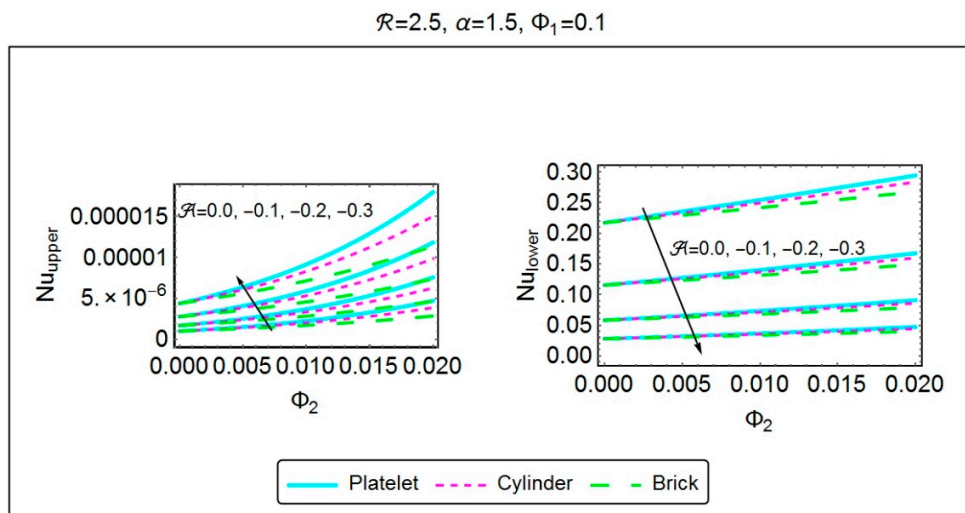 ℛ=2.5, α=1.5, Φ₁=0.1
Nu_upper
0.000015
0.00001
5. × 10⁻⁶
0
𝒜=0.0, −0.1, −0.2, −0.3
0.000 0.005 0.010 0.015 0.020
Φ₂
Nu_lower
0.30
0.25
0.20
0.15
0.10
0.05
0.00
𝒜=0.0, −0.1, −0.2, −0.3
0.000 0.005 0.010 0.015 0.020
Φ₂
Platelet Cylinder Brick